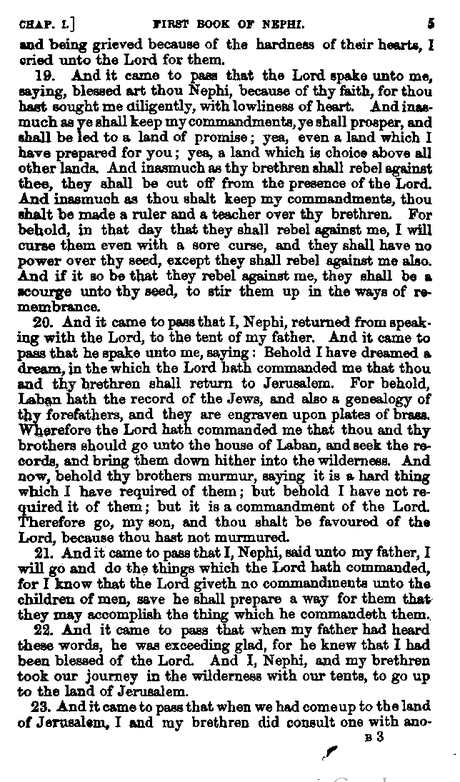 CHAP. I.] FIRST BOOK OF NEPHI. 5
and being grieved because of the hardness of their hearts, I
cried unto the Lord for them.
19. And it came to pass that the Lord spake unto me,
saying, blessed art thou Nephi, because of thy faith, for thou
hast sought me diligently, with lowliness of heart. And inas-
much as ye shall keep my commandments, ye shall prosper, and
shall be led to a land of promise; yea, even a land which I
have prepared for you; yea, a land which is choice above all
other lands. And inasmuch as thy brethren shall rebel against
thee, they shall be cut off from the presence of the Lord.
And inasmuch as thou shalt keep my commandments, thou
shalt be made a ruler and a teacher over thy brethren. For
behold, in that day that they shall rebel against me, I will
curse them even with a sore curse, and they shall have no
power over thy seed, except they shall rebel against me also.
And if it so be that they rebel against me, they shall be a
scourge unto thy seed, to stir them up in the ways of re-
membrance.
20. And it came to pass that I, Nephi, returned from speak-
ing with the Lord, to the tent of my father. And it came to
pass that he spake unto me, saying: Behold I have dreamed a
dream, in the which the Lord hath commanded me that thou
and thy brethren shall return to Jerusalem. For behold,
Laban hath the record of the Jews, and also a genealogy of
thy forefathers, and they are engraven upon plates of brass.
Wherefore the Lord hath commanded me that thou and thy
brothers should go unto the house of Laban, and seek the re-
cords, and bring them down hither into the wilderness. And
now, behold thy brothers murmur, saying it is a hard thing
which I have required of them; but behold I have not re-
quired it of them; but it is a commandment of the Lord.
Therefore go, my son, and thou shalt be favoured of the
Lord, because thou hast not murmured.
21. And it came to pass that I, Nephi, said unto my father, I
will go and do the things which the Lord hath commanded,
for I know that the Lord giveth no commandments unto the
children of men, save he shall prepare a way for them that
they may accomplish the thing which he commandeth them.
22. And it came to pass that when my father had heard
these words, he was exceeding glad, for he knew that I had
been blessed of the Lord. And I, Nephi, and my brethren
took our journey in the wilderness with our tents, to go up
to the land of Jerusalem.
23. And it came to pass that when we had come up to the land
of Jerusalem, I and my brethren did consult one with ano-
B 3